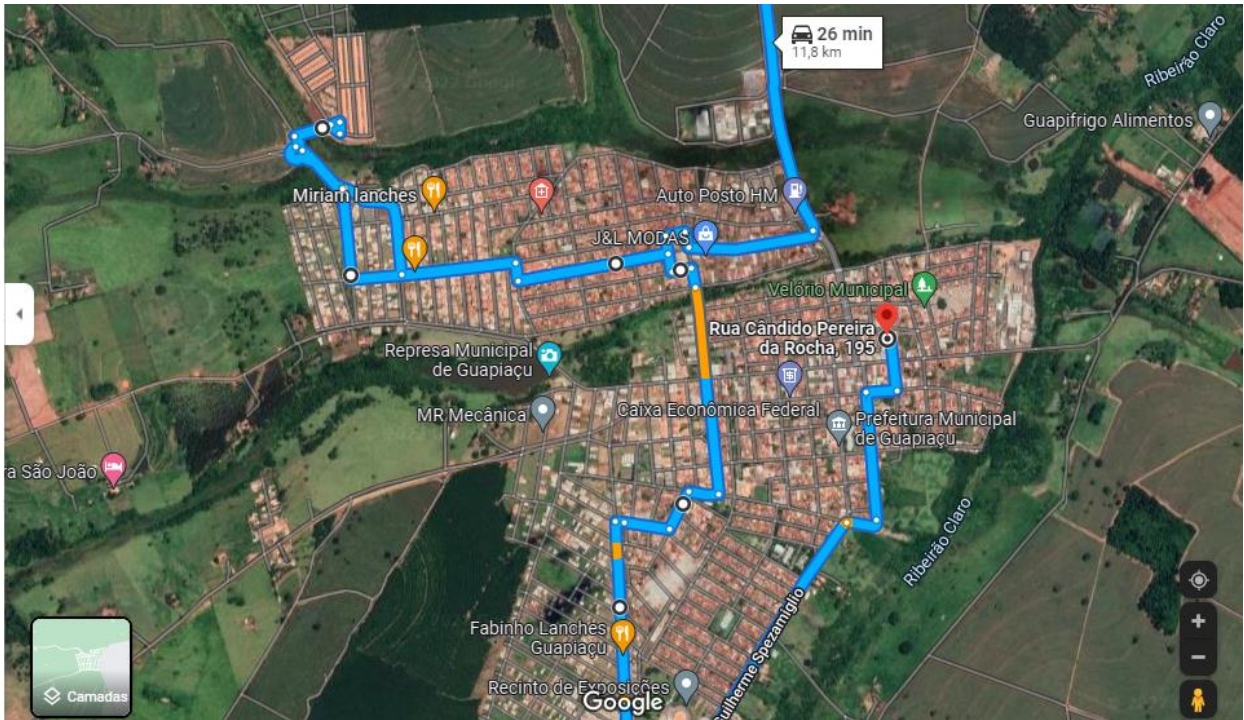 26 min
11,8 km
Ribeirão Claro
Guapifrigo Alimentos
Miriam lanches
Auto Posto HM
J&L MODAS
Velório Municipal
Rua Cândido Pereira
da Rocha, 195
Represa Municipal
de Guapiaçu
MR Mecânica
Caixa Econômica Federal
Prefeitura Municipal
de Guapiaçu
ra São João
Ribeirão Claro
Guilherme Spezamiglio
Fabinho Lanches
Guapiaçu
Recinto de Exposições
Google
Camadas